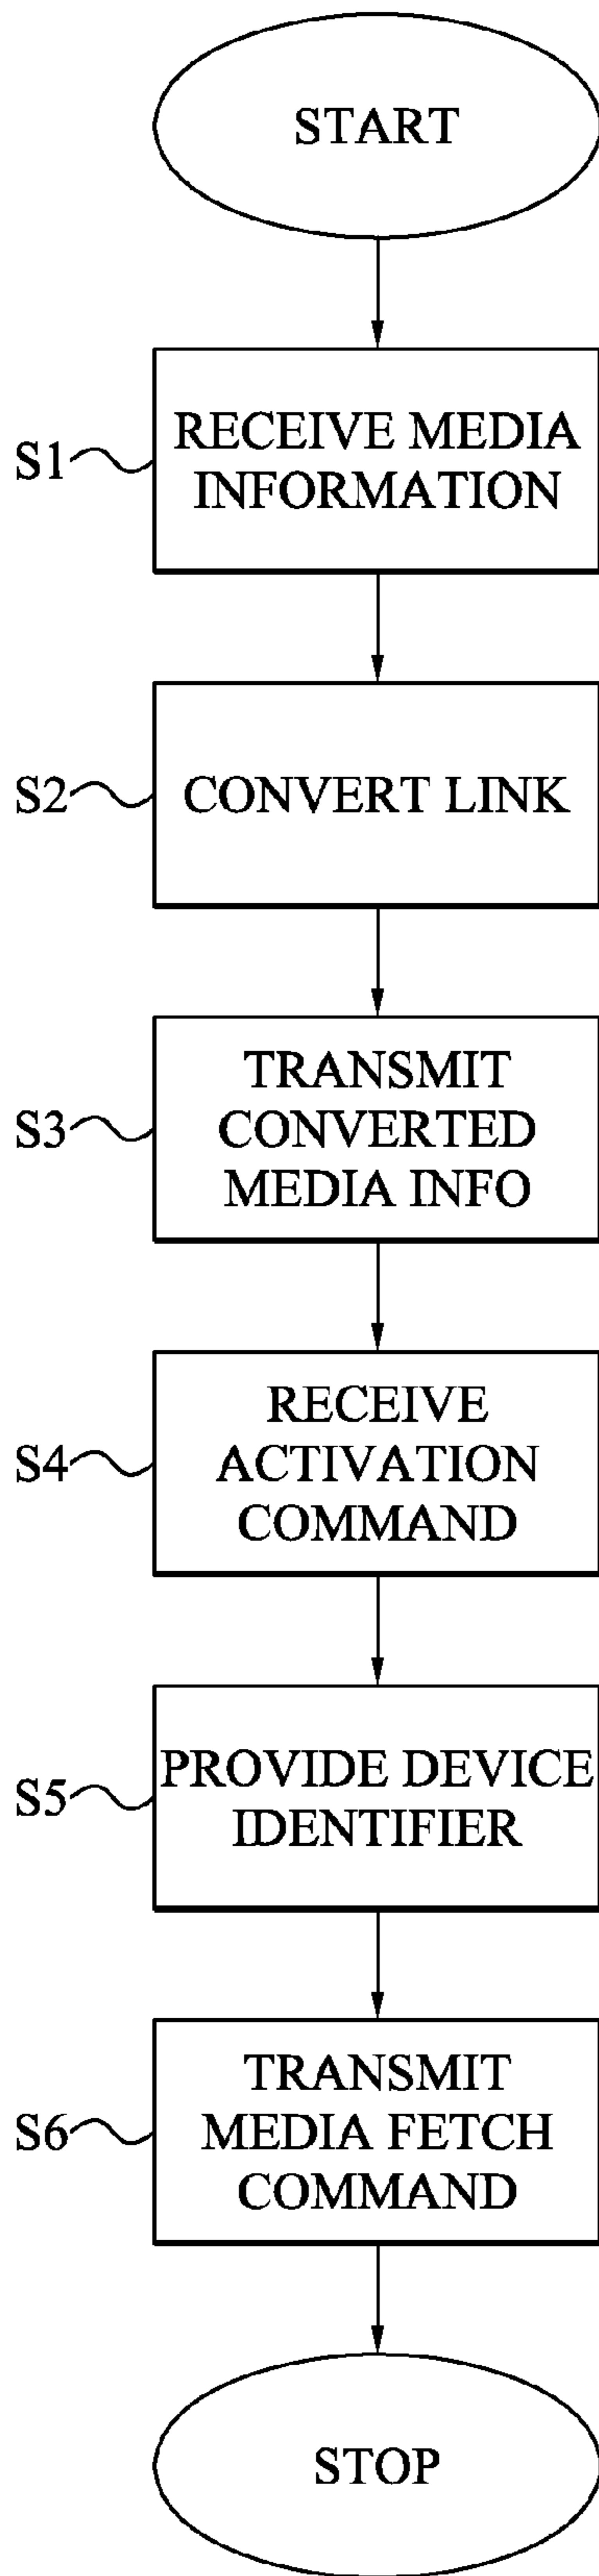 START
S1
RECEIVE MEDIA
INFORMATION
S2
CONVERT LINK
S3
TRANSMIT
CONVERTED
MEDIA INFO
S4
RECEIVE
ACTIVATION
COMMAND
S5
PROVIDE DEVICE
IDENTIFIER
S6
TRANSMIT
MEDIA FETCH
COMMAND
STOP